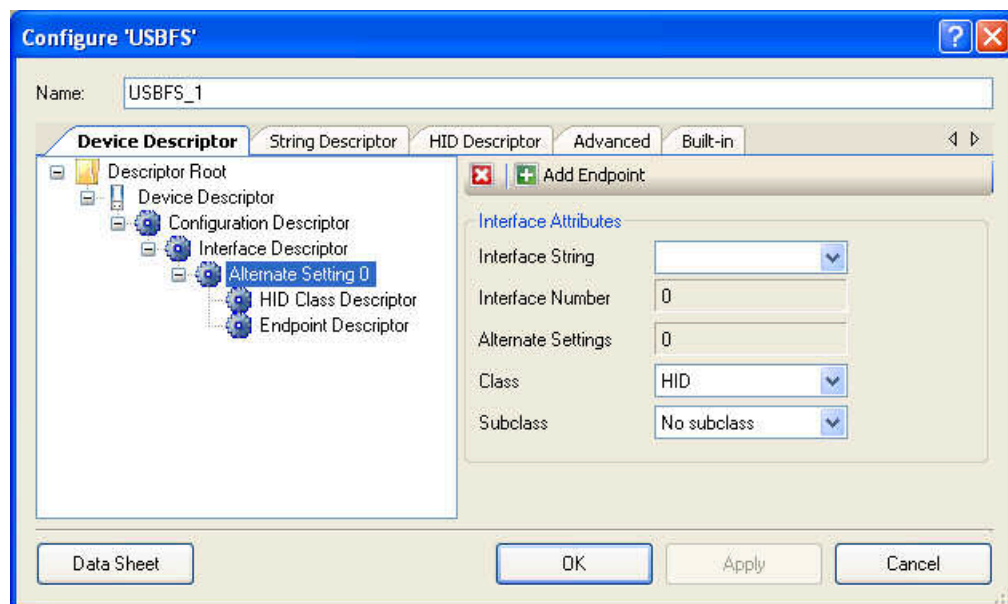 Configure 'USBFS'
Name: USBFS_1
Device Descriptor String Descriptor HID Descriptor Advanced Built-in
Descriptor Root
Device Descriptor
Configuration Descriptor
Interface Descriptor
Alternate Setting 0
HID Class Descriptor
Endpoint Descriptor
Add Endpoint
Interface Attributes
Interface String
Interface Number 0
Alternate Settings 0
Class HID
Subclass No subclass
Data Sheet OK Apply Cancel